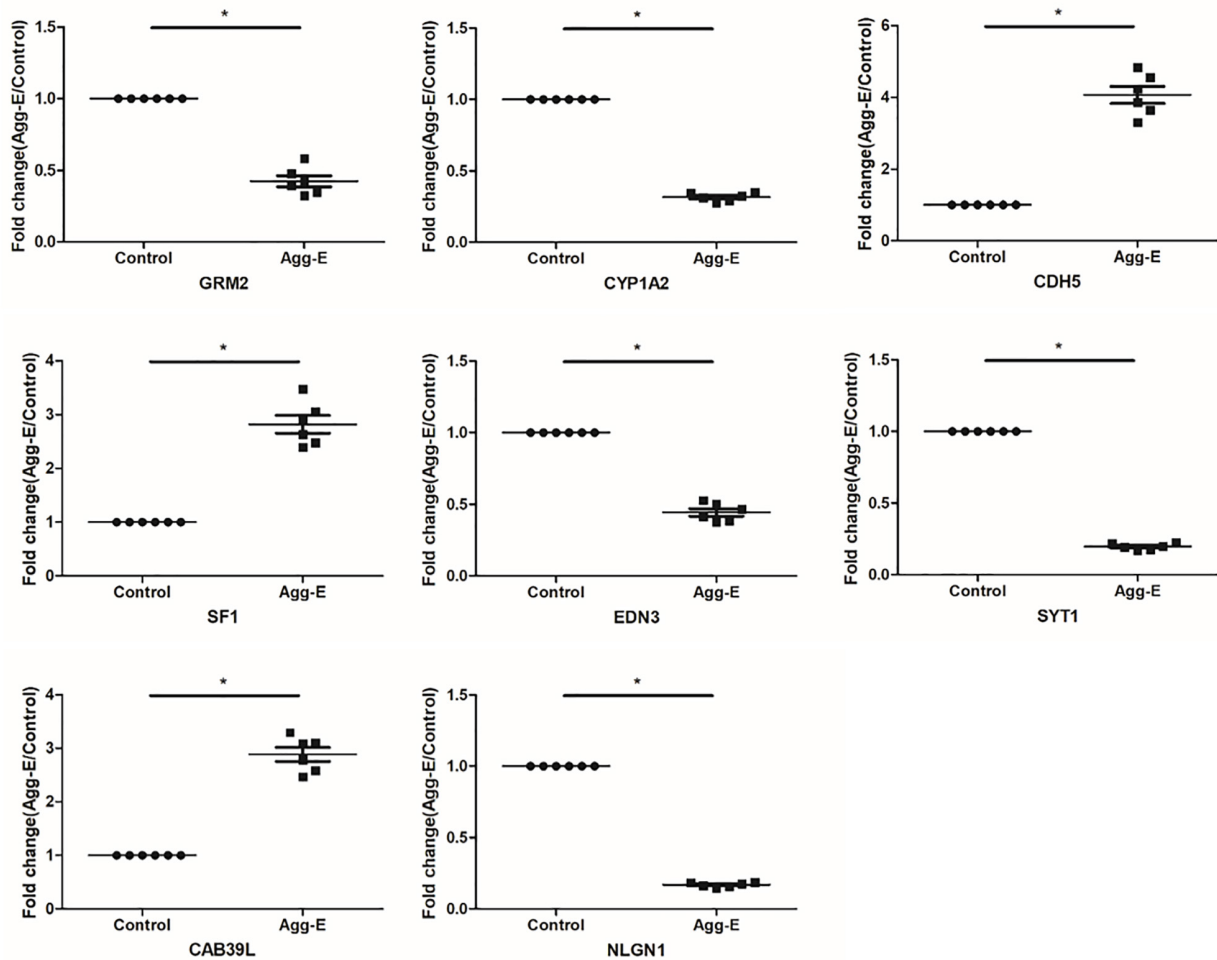 *
1.5
1.0
0.5
0.0
Fold change(Agg-E/Control)
Control Agg-E
GRM2
*
1.5
1.0
0.5
0.0
Fold change(Agg-E/Control)
Control Agg-E
CYP1A2
*
6
4
2
0
Fold change(Agg-E/Control)
Control Agg-E
CDH5
*
4
3
2
1
0
Fold change(Agg-E/Control)
Control Agg-E
SF1
*
1.5
1.0
0.5
0.0
Fold change(Agg-E/Control)
Control Agg-E
EDN3
*
1.5
1.0
0.5
0.0
Fold change(Agg-E/Control)
Control Agg-E
SYT1
*
4
3
2
1
0
Fold change(Agg-E/Control)
Control Agg-E
CAB39L
*
1.5
1.0
0.5
0.0
Fold change(Agg-E/Control)
Control Agg-E
NLGN1